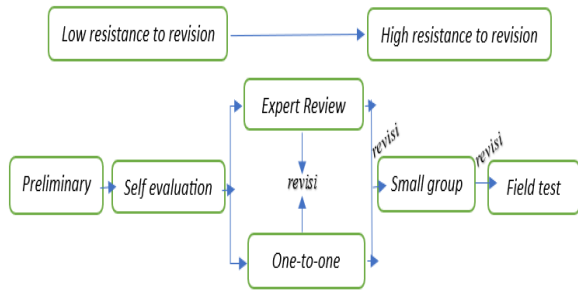 Low resistance to revision
High resistance to revision
Expert Review
revisi
revisi
revisi
Preliminary
Self evaluation
Small group
Field test
One-to-one